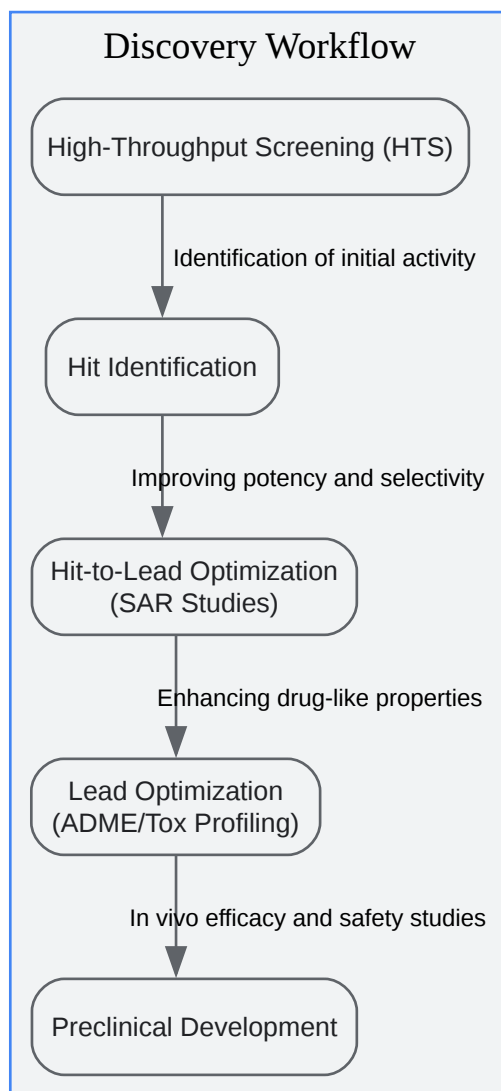 Discovery Workflow
High-Throughput Screening (HTS)
Identification of initial activity
Hit Identification
Improving potency and selectivity
Hit-to-Lead Optimization
(SAR Studies)
Enhancing drug-like properties
Lead Optimization
(ADME/Tox Profiling)
In vivo efficacy and safety studies
Preclinical Development